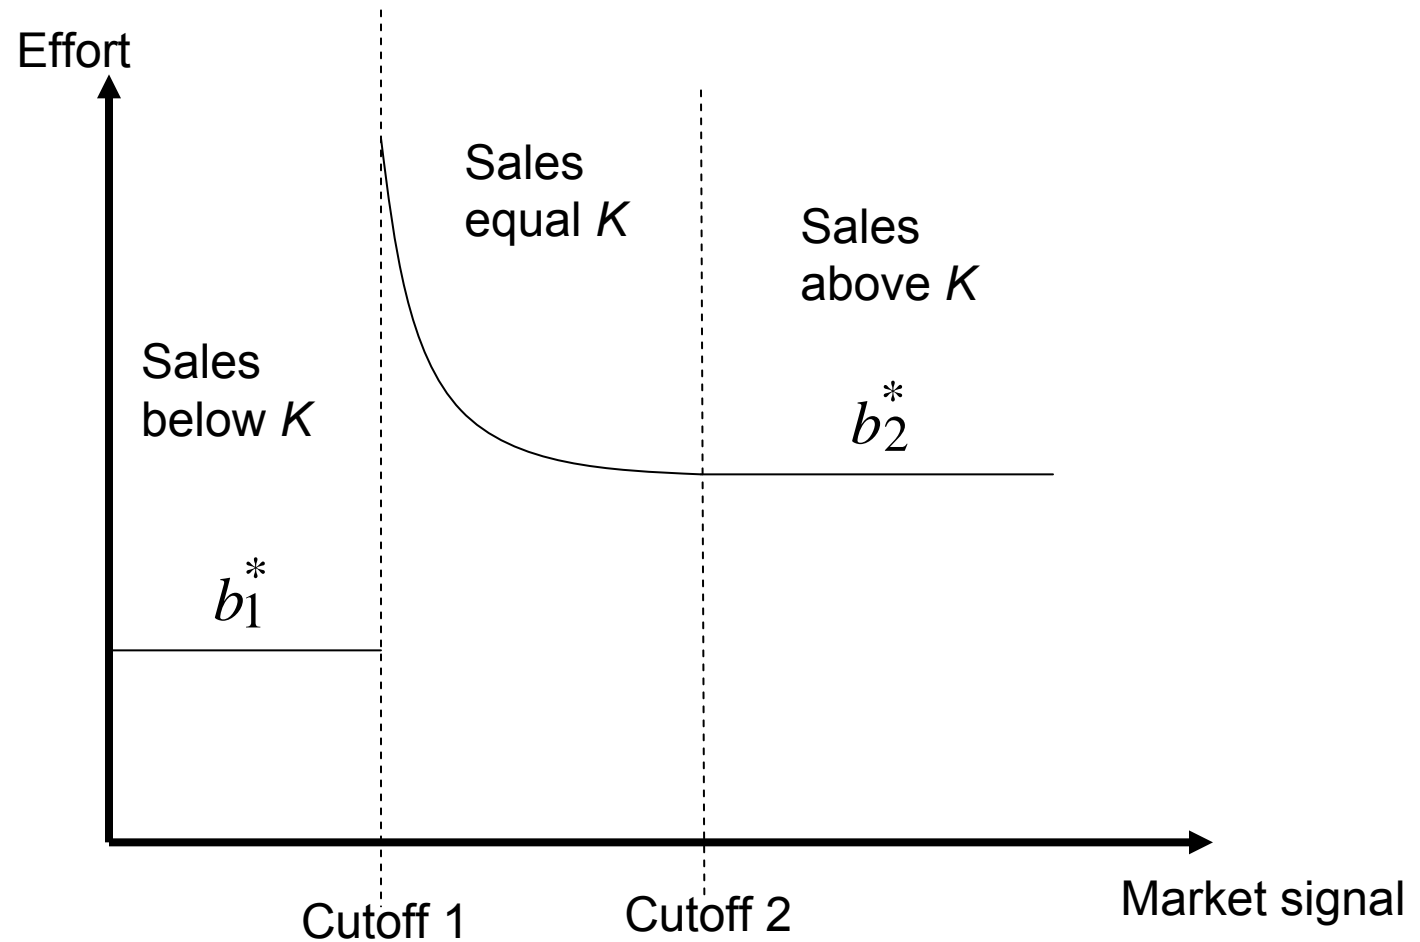 Effort
Sales
equal K
Sales
above K
Sales
below K
b₂*
b₁*
Cutoff 1
Cutoff 2
Market signal